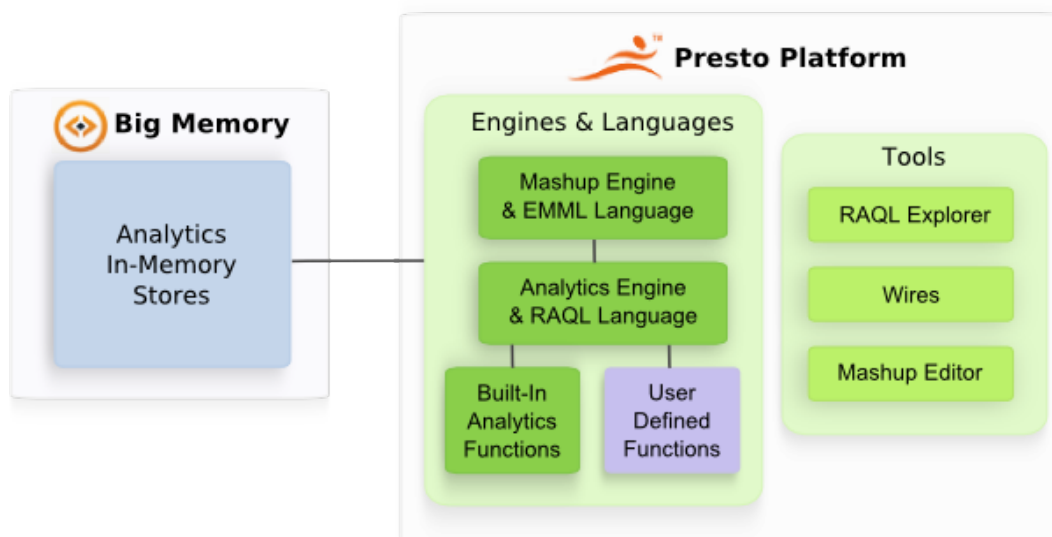 Big Memory
Analytics
In-Memory
Stores
TM
Presto Platform
Engines & Languages
Mashup Engine
& EMML Language
Analytics Engine
& RAQL Language
Built-In
Analytics
Functions
User
Defined
Functions
Tools
RAQL Explorer
Wires
Mashup Editor